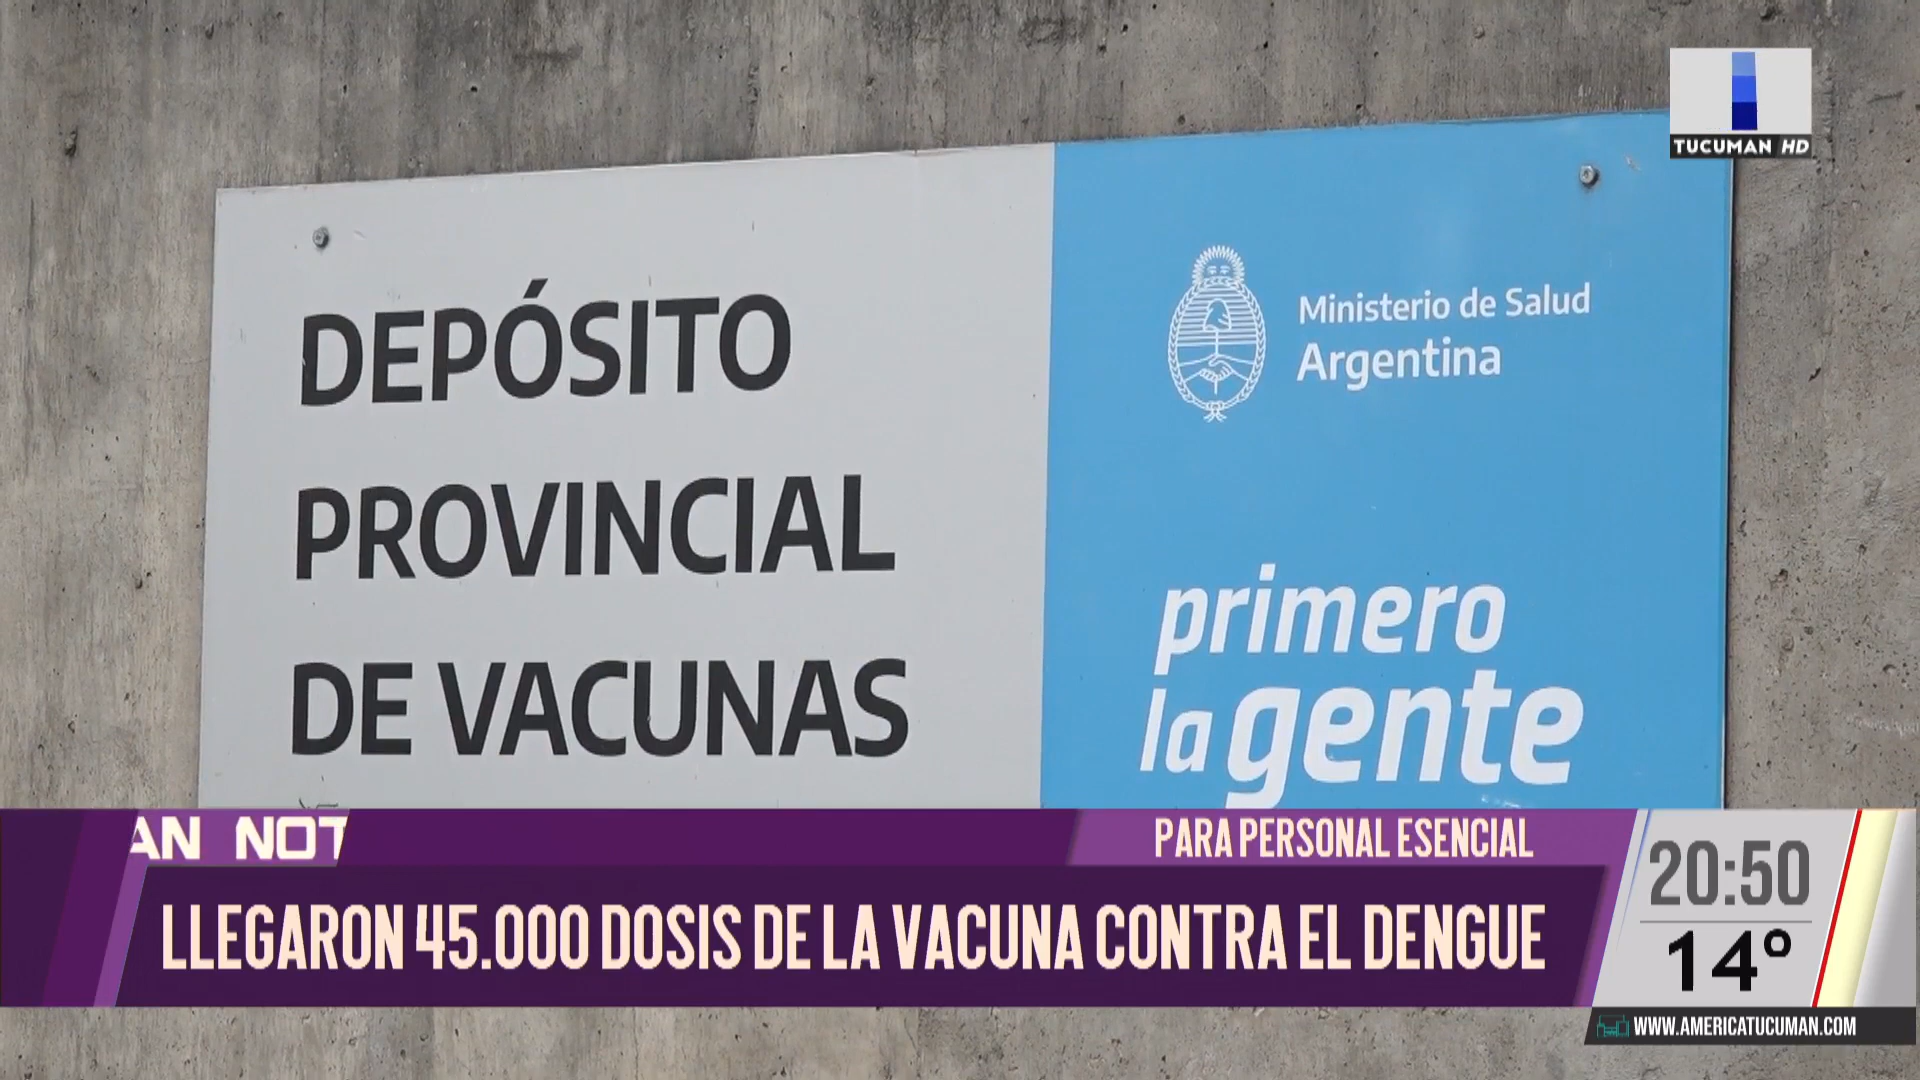 TUCUMAN HD
DEPÓSITO
PROVINCIAL
DE VACUNAS
Ministerio de Salud
Argentina
primero
la gente
AN NOT
PARA PERSONAL ESENCIAL
LLEGARON 45.000 DOSIS DE LA VACUNA CONTRA EL DENGUE
20:50
14°
WWW.AMERICATUCUMAN.COM